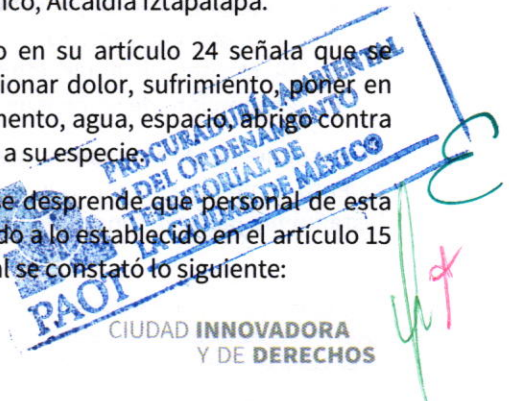 ico, Alcaldía Iztapalapa.
o en su artículo 24 señala que se
ionar dolor, sufrimiento, poner en
mento, agua, espacio, abrigo contra
a su especie.
se desprende que personal de esta
do a lo establecido en el artículo 15
al se constató lo siguiente:
PROCURADURÍA AMBIENTAL
Y DEL ORDENAMIENTO
TERRITORIAL DE
LA CIUDAD DE MÉXICO
PAOT
CIUDAD INNOVADORA
Y DE DERECHOS